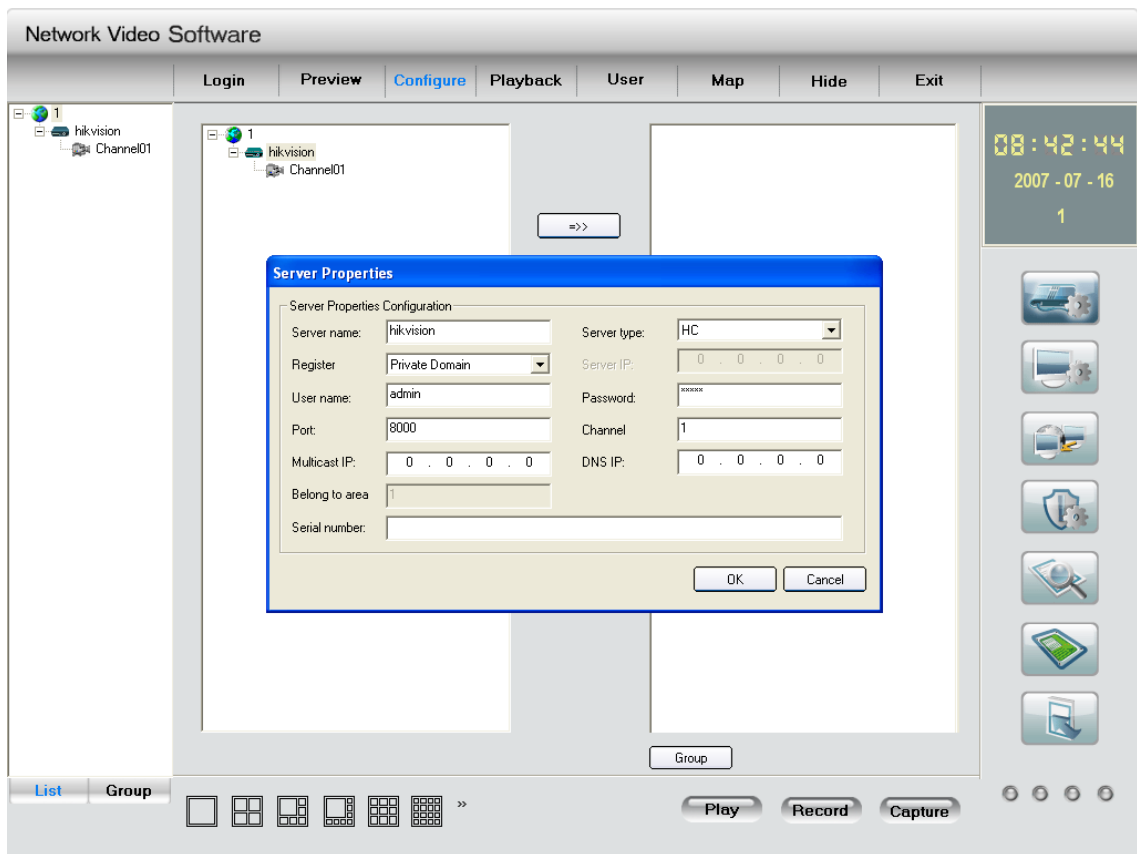 Network Video Software
Login Preview Configure Playback User Map Hide Exit
1
hikvision
Channel01
1
hikvision
Channel01
=>>
08:42:44
2007 - 07 - 16
1
Server Properties
Server Properties Configuration
Server name: hikvision Server type: HC
Register Private Domain Server IP: 0 . 0 . 0 . 0
User name: admin Password: xxxxx
Port: 8000 Channel 1
Multicast IP: 0 . 0 . 0 . 0 DNS IP: 0 . 0 . 0 . 0
Belong to area 1
Serial number:
OK Cancel
Group
List Group
» Play Record Capture